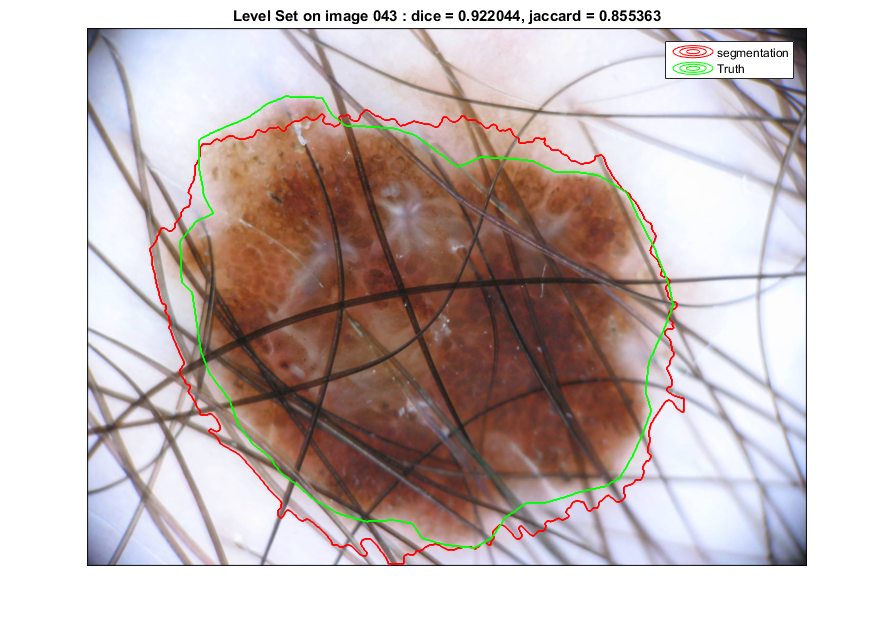 Level Set on image 043 : dice = 0.922044, jaccard = 0.855363
segmentation
Truth